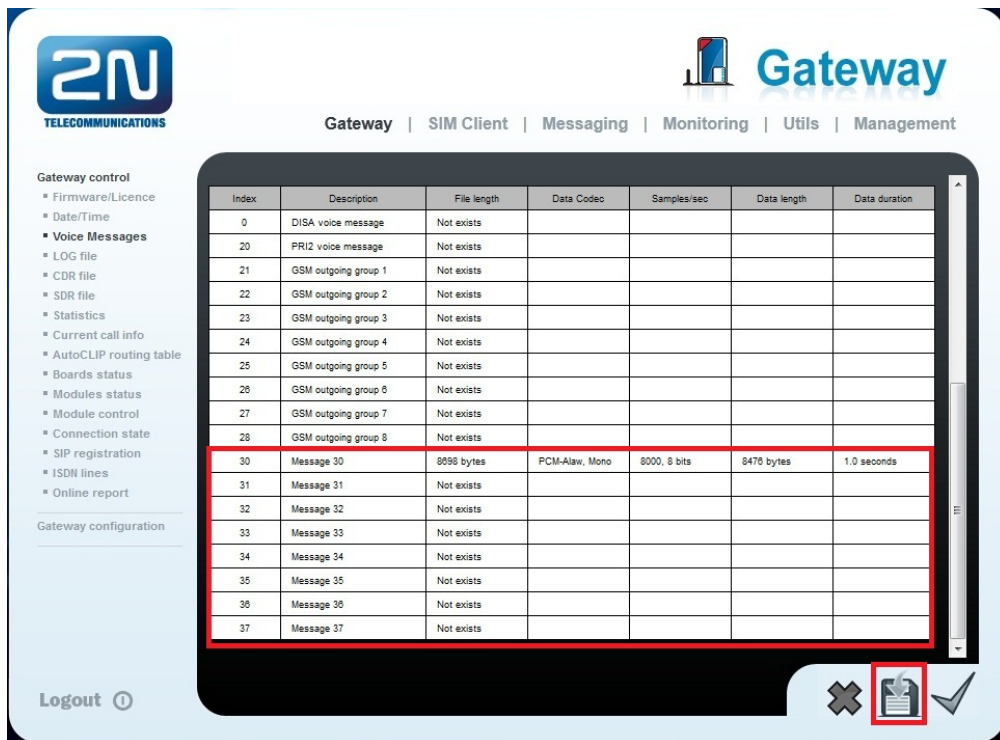 2N
TELECOMMUNICATIONS
Gateway
Gateway | SIM Client | Messaging | Monitoring | Utils | Management
Gateway control
Firmware/Licence
Date/Time
Voice Messages
LOG file
CDR file
SDR file
Statistics
Current call info
AutoCLIP routing table
Boards status
Modules status
Module control
Connection state
SIP registration
ISDN lines
Online report
Gateway configuration
Index Description File length Data Codec Samples/sec Data length Data duration
0 DISA voice message Not exists
20 PRI2 voice message Not exists
21 GSM outgoing group 1 Not exists
22 GSM outgoing group 2 Not exists
23 GSM outgoing group 3 Not exists
24 GSM outgoing group 4 Not exists
25 GSM outgoing group 5 Not exists
26 GSM outgoing group 6 Not exists
27 GSM outgoing group 7 Not exists
28 GSM outgoing group 8 Not exists
30 Message 30 8698 bytes PCM-Alaw, Mono 8000, 8 bits 8476 bytes 1.0 seconds
31 Message 31 Not exists
32 Message 32 Not exists
33 Message 33 Not exists
34 Message 34 Not exists
35 Message 35 Not exists
36 Message 36 Not exists
37 Message 37 Not exists
Logout